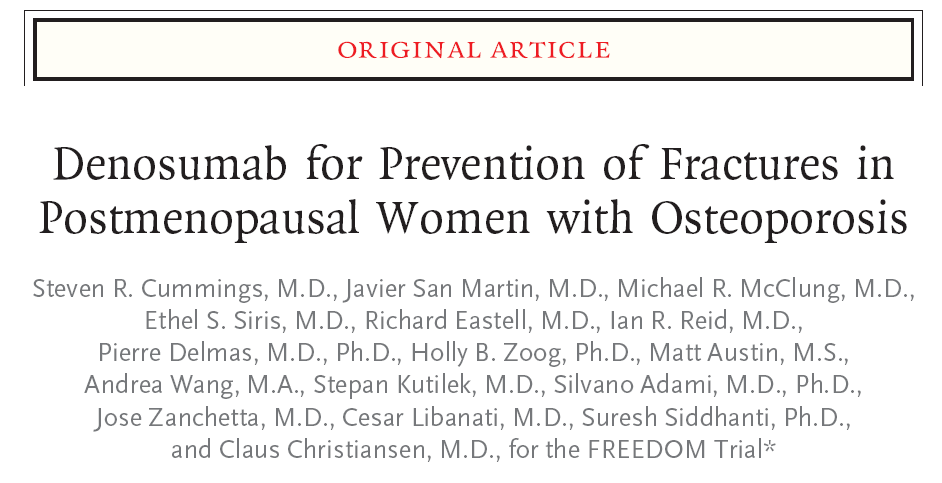 ORIGINAL ARTICLE
Denosumab for Prevention of Fractures in
Postmenopausal Women with Osteoporosis
Steven R. Cummings, M.D., Javier San Martin, M.D., Michael R. McClung, M.D.,
Ethel S. Siris, M.D., Richard Eastell, M.D., Ian R. Reid, M.D.,
Pierre Delmas, M.D., Ph.D., Holly B. Zoog, Ph.D., Matt Austin, M.S.,
Andrea Wang, M.A., Stepan Kutilek, M.D., Silvano Adami, M.D., Ph.D.,
Jose Zanchetta, M.D., Cesar Libanati, M.D., Suresh Siddhanti, Ph.D.,
and Claus Christiansen, M.D., for the FREEDOM Trial*